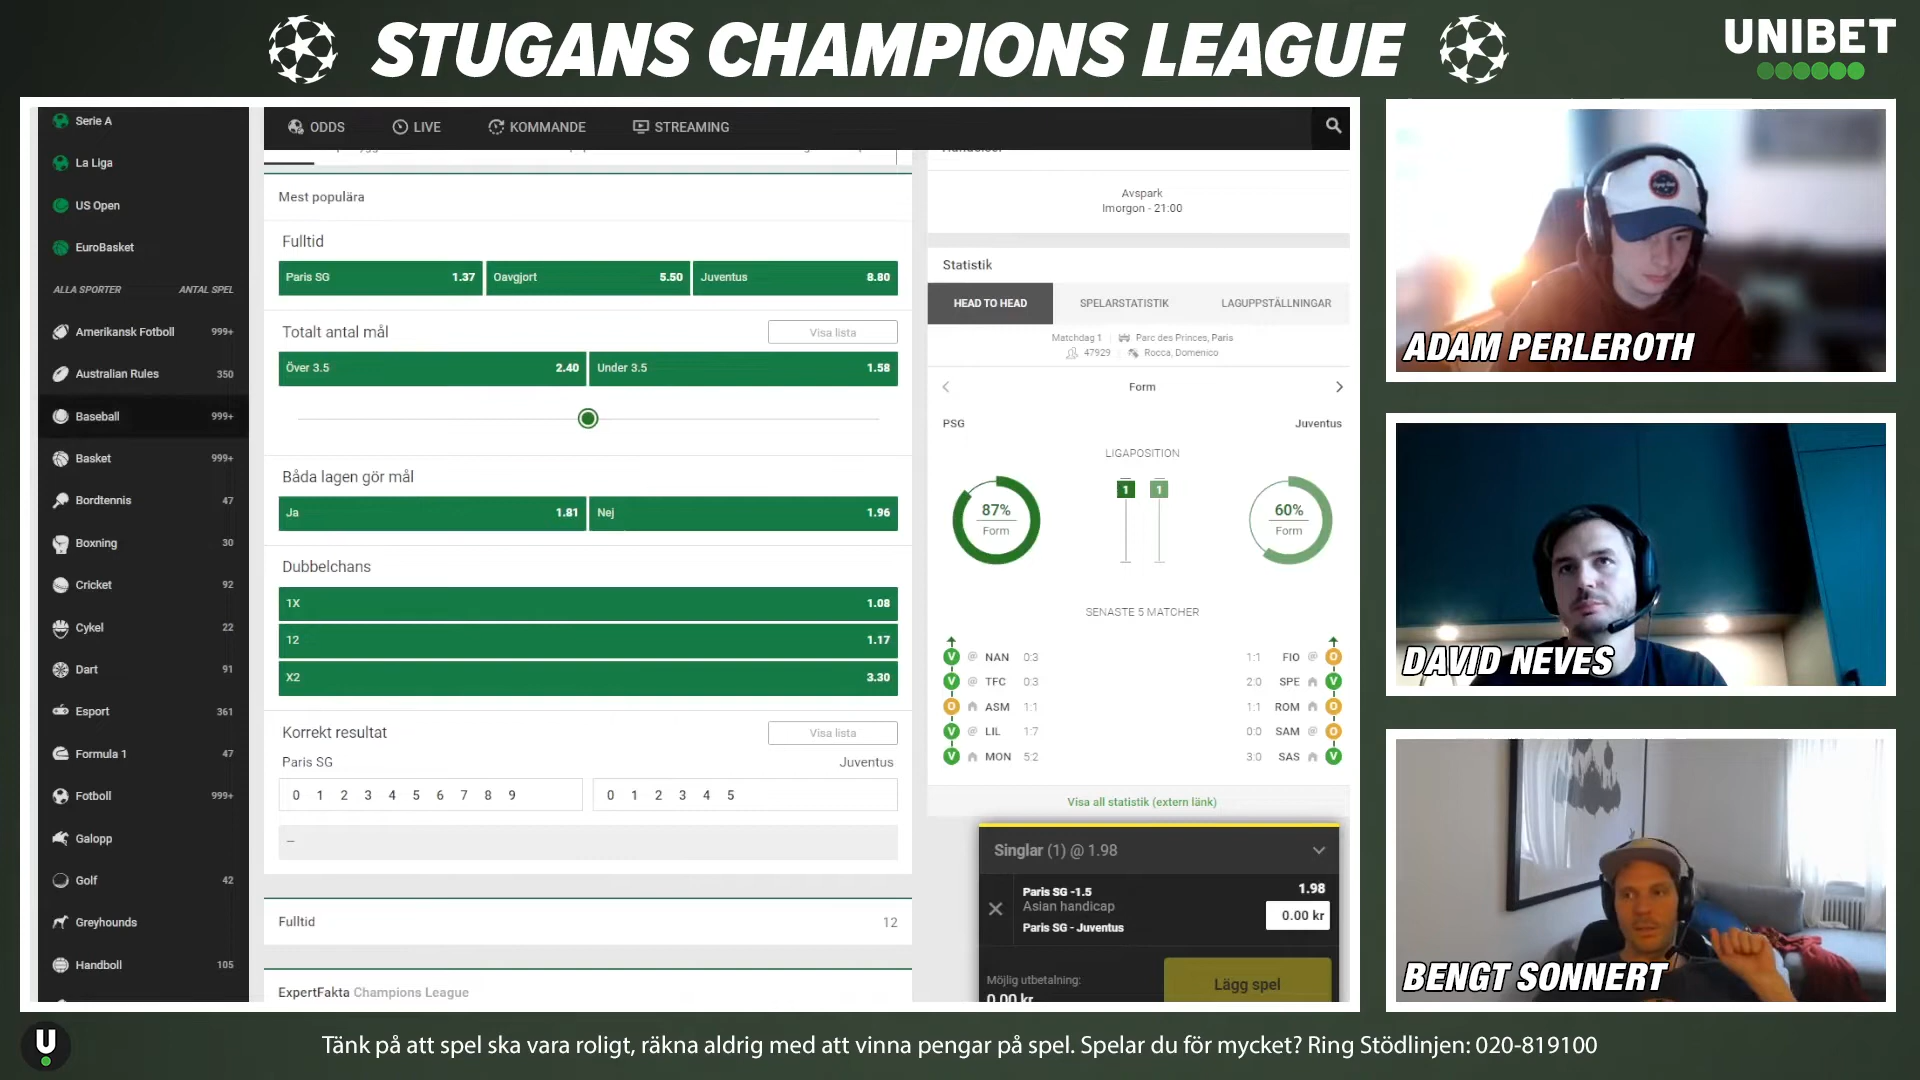 STUGANS CHAMPIONS LEAGUE
UNIBET
Serie A
La Liga
US Open
EuroBasket
ALLA SPORTER ANTAL SPEL
Amerikansk Fotboll 999+
Australian Rules 350
Baseball 999+
Basket 999+
Bordtennis 47
Boxning 30
Cricket 92
Cykel 22
Dart 91
Esport 361
Formula 1 47
Fotboll 999+
Galopp
Golf 42
Greyhounds
Handboll 105
ODDS LIVE KOMMANDE STREAMING
Mest populära
Fulltid
Paris SG 1.37 Oavgjort 5.50 Juventus 8.80
Totalt antal mål Visa lista
Över 3.5 2.40 Under 3.5 1.58
Båda lagen gör mål
Ja 1.81 Nej 1.96
Dubbelchans
1X 1.08
12 1.17
X2 3.30
Korrekt resultat Visa lista
Paris SG Juventus
0 1 2 3 4 5 6 7 8 9 0 1 2 3 4 5
–
Fulltid 12
ExpertFakta Champions League
Avspark
Imorgon - 21:00
Statistik
HEAD TO HEAD SPELARSTATISTIK LAGUPPSTÄLLNINGAR
Matchdag 1 Parc des Princes, Paris
47929 Rocca, Domenico
Form
PSG Juventus
LIGAPOSITION
87% Form 1 1 60% Form
SENASTE 5 MATCHER
V @ NAN 0:3 1:1 FIO @ O
V @ TFC 0:3 2:0 SPE V
O ASM 1:1 1:1 ROM O
V @ LIL 1:7 0:0 SAM @ O
V MON 5:2 3:0 SAS V
Visa all statistik (extern länk)
Singlar (1) @ 1.98
Paris SG -1.5 1.98
Asian handicap 0.00 kr
Paris SG - Juventus
Möjlig utbetalning:
0.00 kr
Lägg spel
ADAM PERLEROTH
DAVID NEVES
BENGT SONNERT
U
Tänk på att spel ska vara roligt, räkna aldrig med att vinna pengar på spel. Spelar du för mycket? Ring Stödlinjen: 020-819100